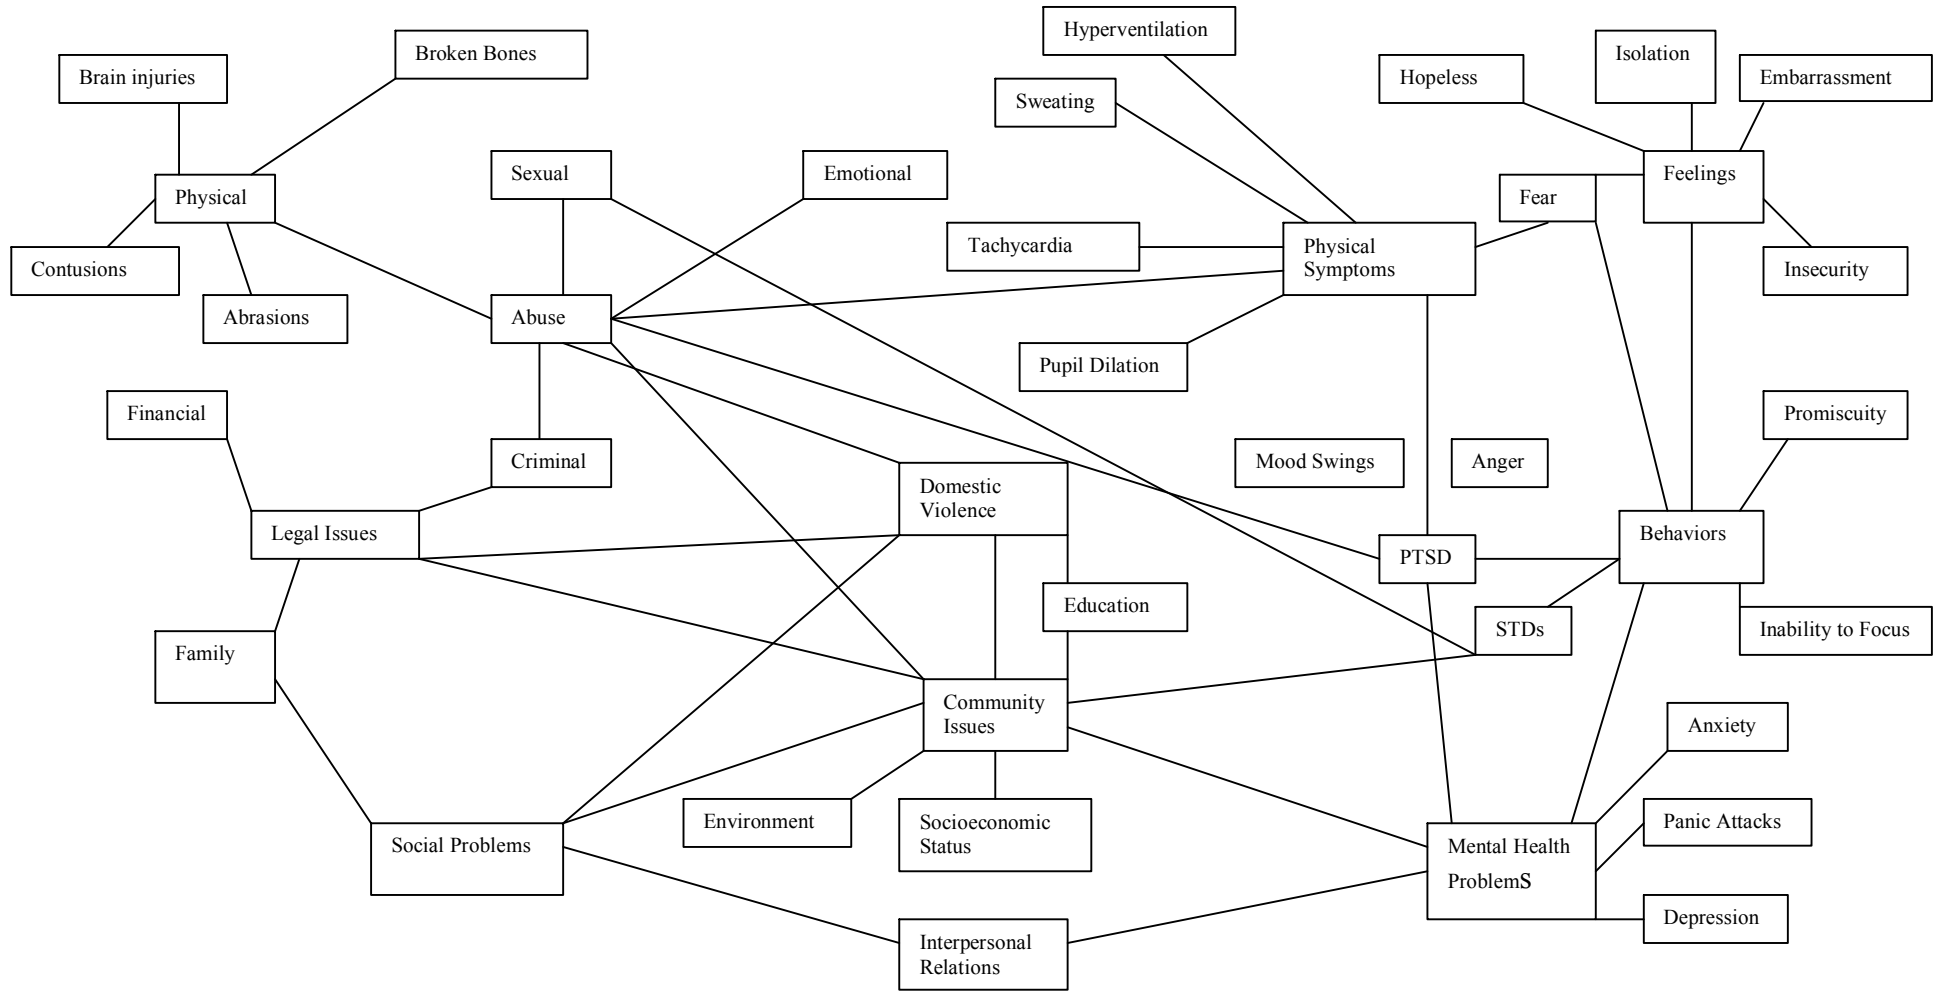 Hyperventilation
Broken Bones
Isolation
Brain injuries
Hopeless
Embarrassment
Sweating
Sexual
Emotional
Feelings
Physical
Fear
Tachycardia
Physical
Symptoms
Contusions
Insecurity
Abrasions
Abuse
Pupil Dilation
Financial
Promiscuity
Criminal
Mood Swings
Anger
Domestic
Violence
Legal Issues
Behaviors
PTSD
Education
STDs
Inability to Focus
Family
Community
Issues
Anxiety
Environment
Socioeconomic
Status
Panic Attacks
Social Problems
Mental Health
ProblemS
Depression
Interpersonal
Relations